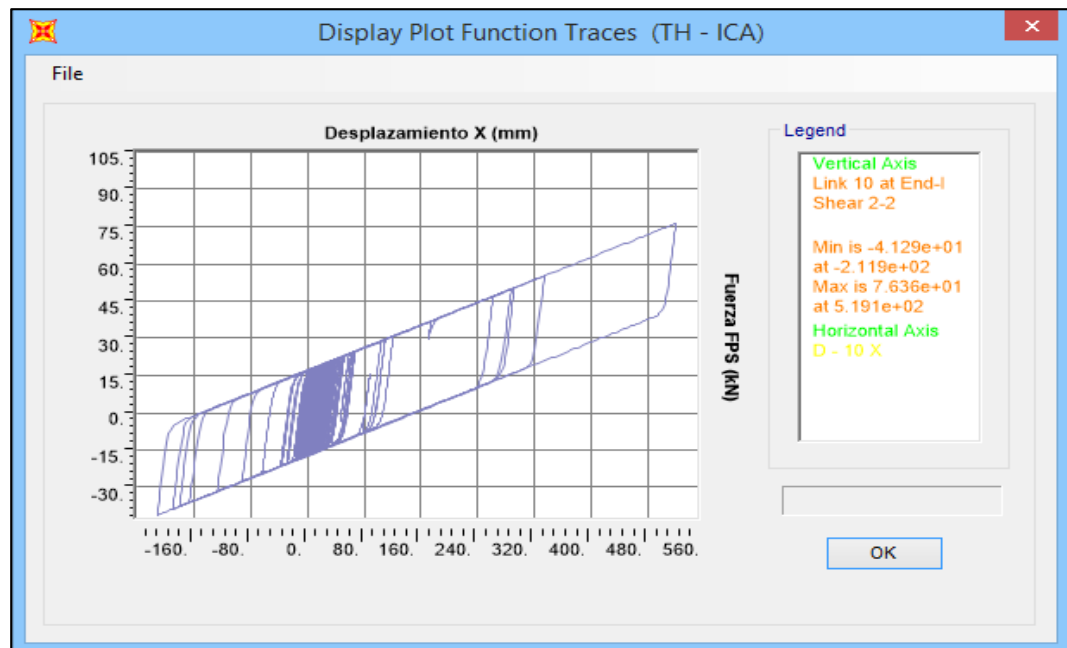 Display Plot Function Traces (TH - ICA)
File
Desplazamiento X (mm)
105.
90.
75.
60.
45.
30.
15.
0.
-15.
-30.
-160. -80. 0. 80. 160. 240. 320. 400. 480. 560.
Fuerza FPS (kN)
Legend
Vertical Axis
Link 10 at End-I
Shear 2-2
Min is -4.129e+01
at -2.119e+02
Max is 7.636e+01
at 5.191e+02
Horizontal Axis
D - 10 X
OK